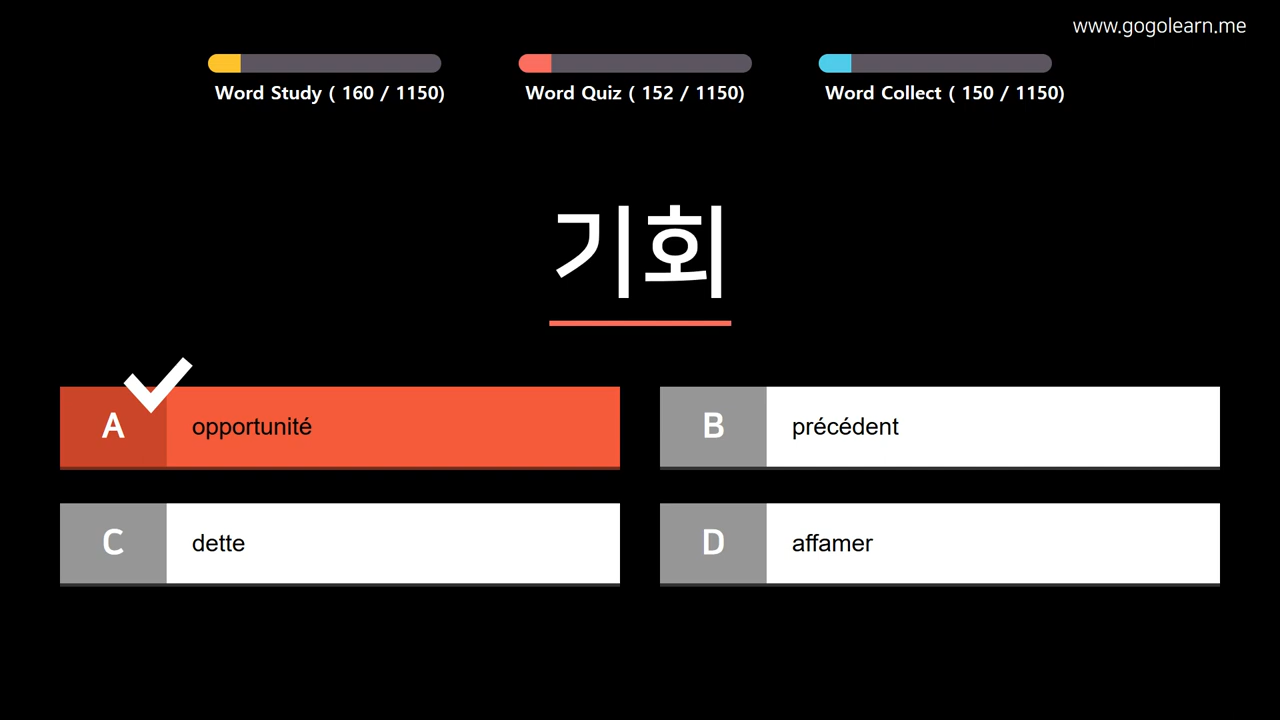 www.gogolearn.me
Word Study ( 160 / 1150)
Word Quiz ( 152 / 1150)
Word Collect ( 150 / 1150)
기회
A
opportunité
B
précédent
C
dette
D
affamer